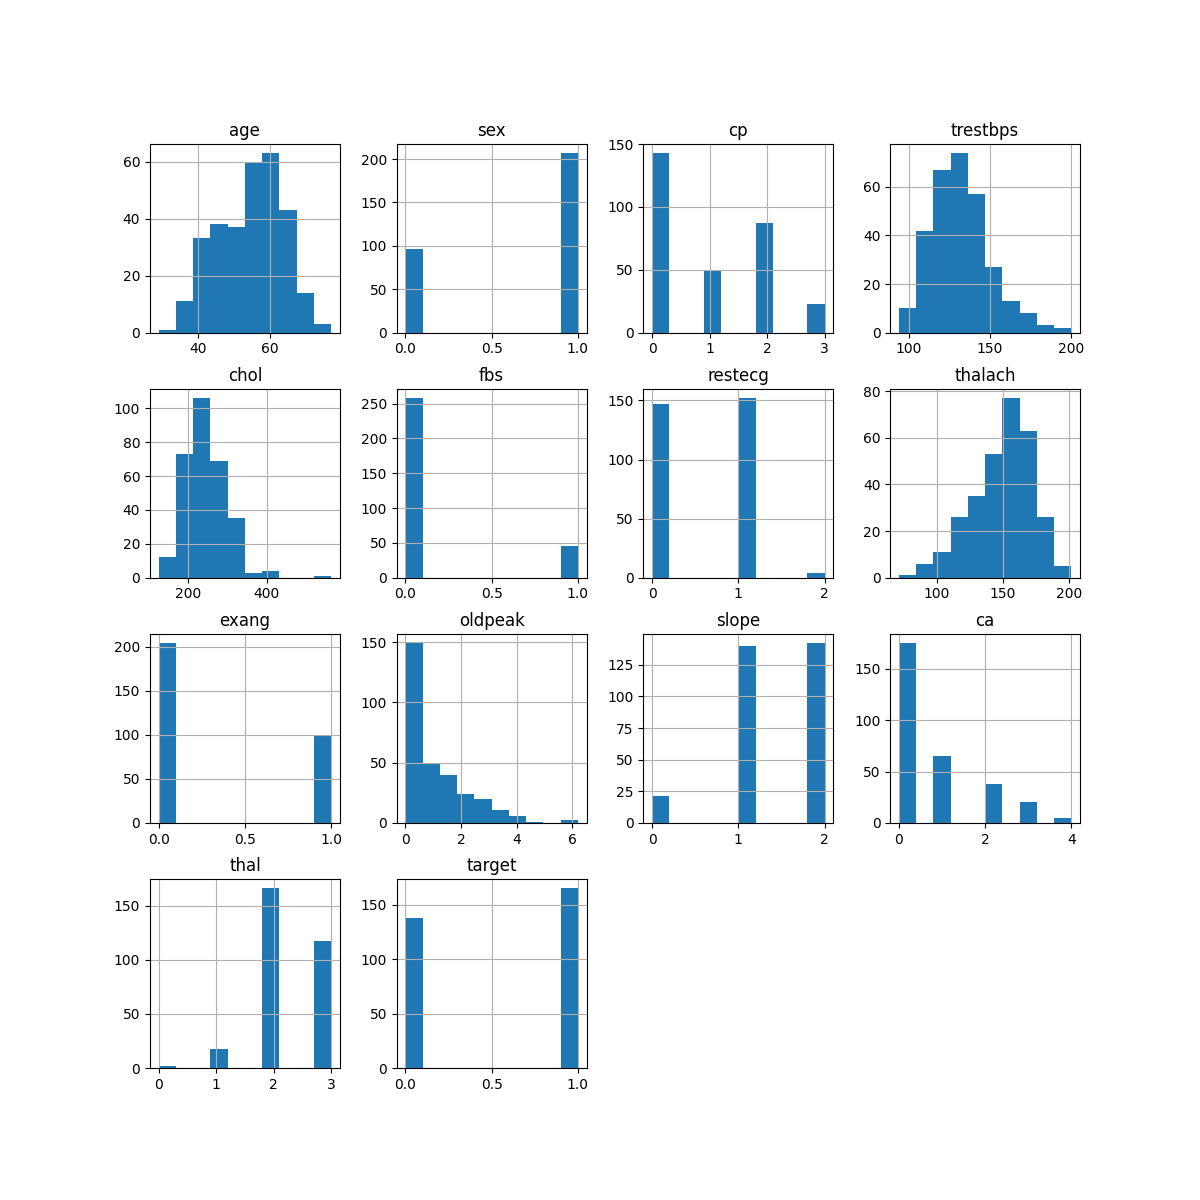 age sex cp trestbps
60 40 20 0
40 60
200 150 100 50 0
0.0 0.5 1.0
150 100 50 0
0 1 2 3
60 40 20 0
100 150 200
chol fbs restecg thalach
100 80 60 40 20 0
200 400
250 200 150 100 50 0
0.0 0.5 1.0
150 100 50 0
0 1 2
80 60 40 20 0
100 150 200
exang oldpeak slope ca
200 150 100 50 0
0.0 0.5 1.0
150 100 50 0
0 2 4 6
125 100 75 50 25 0
0 1 2
150 100 50 0
0 2 4
thal target
150 100 50 0
0 1 2 3
150 100 50 0
0.0 0.5 1.0